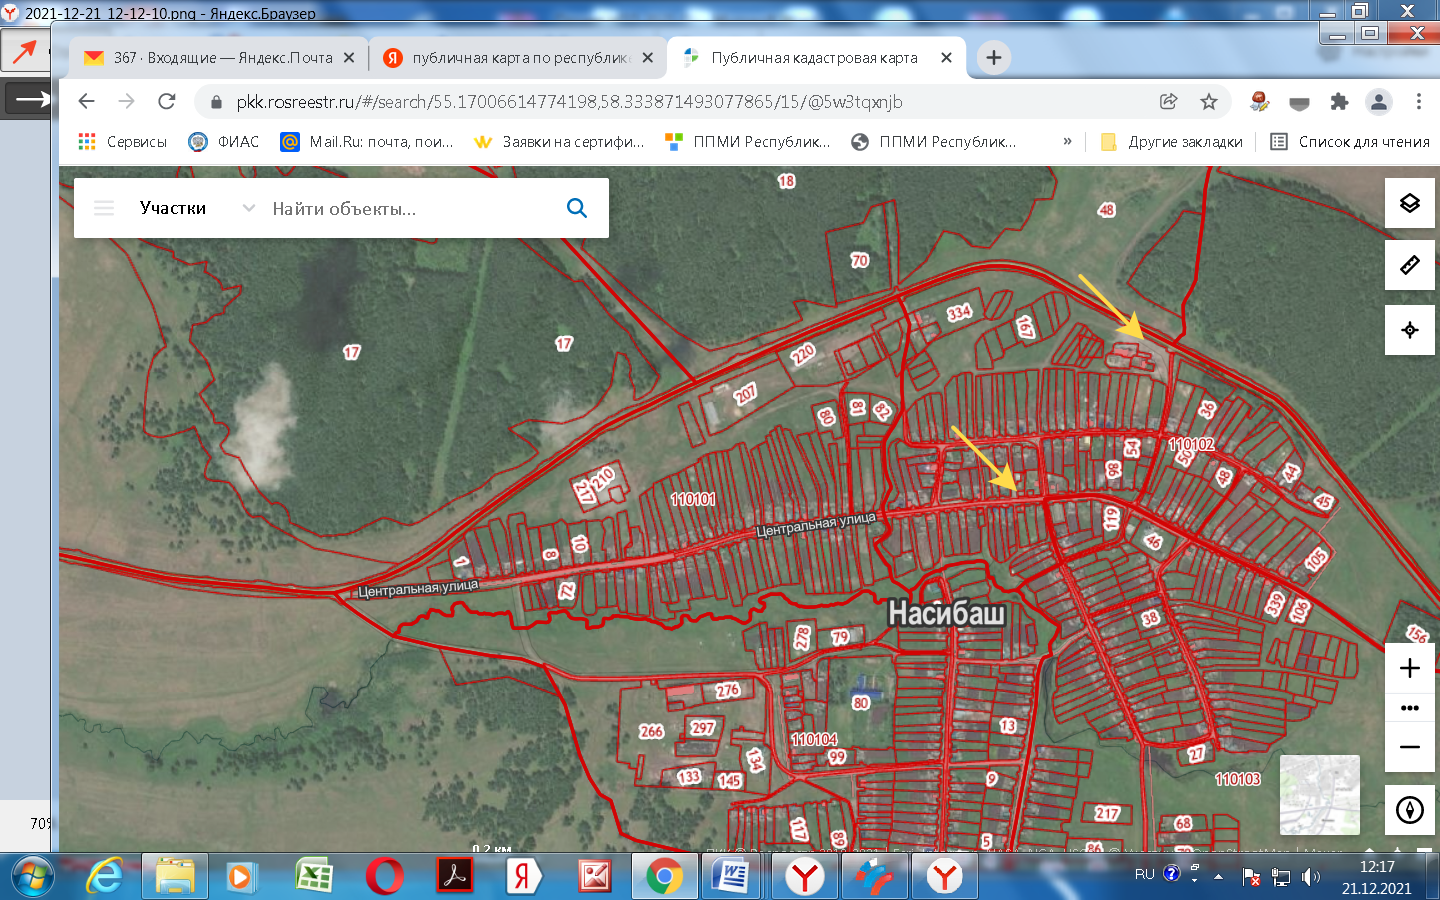 2021-12-21_12-12-10.png - Яндекс.Браузер
367 · Входящие — Яндекс.Почта
публичная карта по республик
Публичная кадастровая карта
pkk.rosreestr.ru/#/search/55.17006614774198,58.333871493077865/15/@5w3tqxnjb
Сервисы
ФИАС
Mail.Ru: почта, пои...
Заявки на сертифи...
ППМИ Республик...
ППМИ Республик...
»
Другие закладки
Список для чтения
Участки
Найти объекты...
18
48
70
334
167
17
17
220
207
80
81
82
36
110102
54
50
98
48
44
45
217
210
110101
Центральная улица
119
46
105
1
8
10
72
Центральная улица
339
106
Насибаш
38
156
278
79
276
80
266
297
13
110104
99
134
133
145
9
27
110103
217
117
68
5
86
0.2 км
70%
RU
12:17
21.12.2021